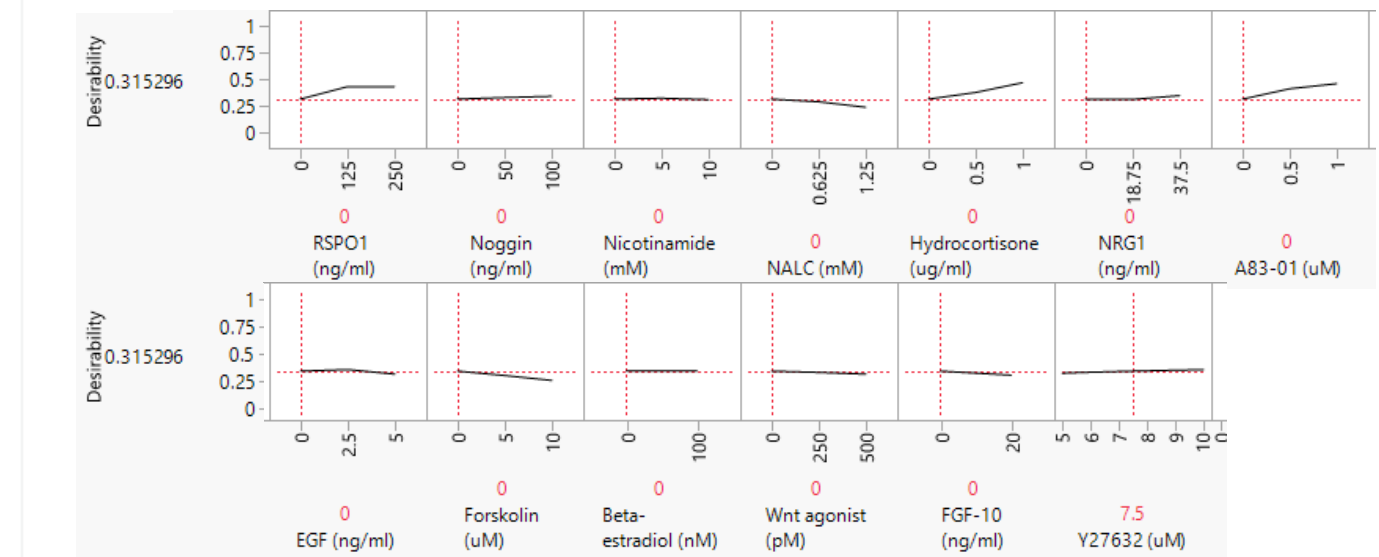 Desirability
0.315296
1
0.75
0.5
0.25
0
0 125 250
0 50 100
0 5 10
0 0.625 1.25
0 0.5 1
0 18.75 37.5
0 0.5 1
0
RSPO1
(ng/ml)
0
Noggin
(ng/ml)
0
Nicotinamide
(mM)
0
NALC (mM)
0
Hydrocortisone
(ug/ml)
0
NRG1
(ng/ml)
0
A83-01 (uM)
Desirability
0.315296
1
0.75
0.5
0.25
0
0 2.5 5
0 5 10
0 100
0 250 500
0 20
5 6 7 8 9 10
0
0
EGF (ng/ml)
0
Forskolin
(uM)
0
Beta-
estradiol (nM)
0
Wnt agonist
(pM)
0
FGF-10
(ng/ml)
7.5
Y27632 (uM)